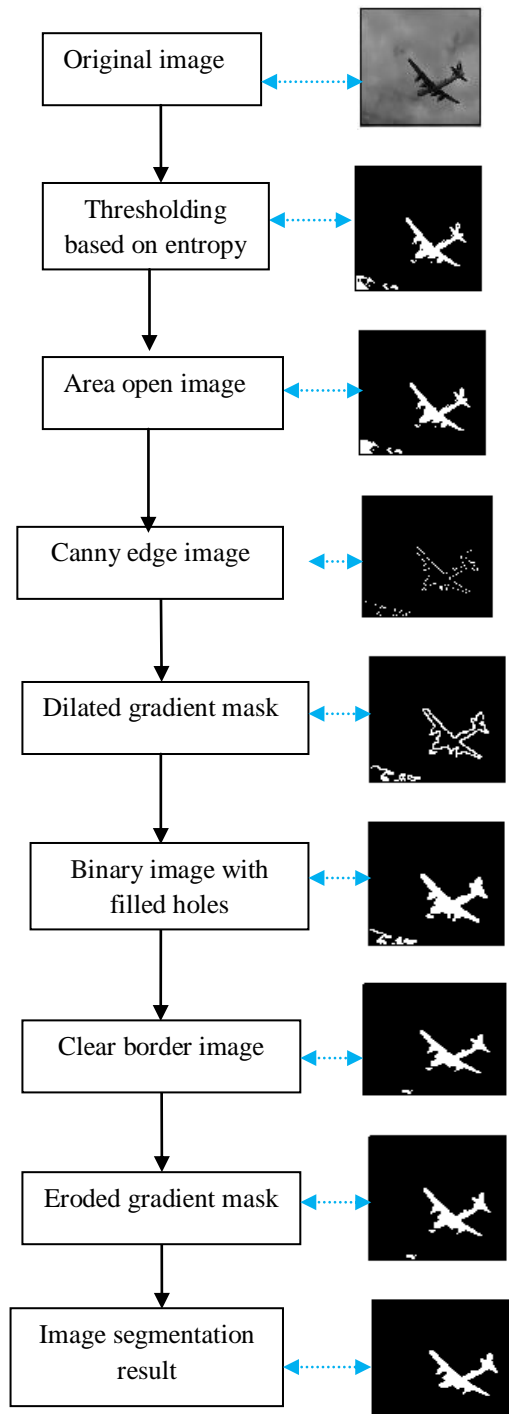 Original image
Thresholding
based on entropy
Area open image
Canny edge image
Dilated gradient mask
Binary image with
filled holes
Clear border image
Eroded gradient mask
Image segmentation
result